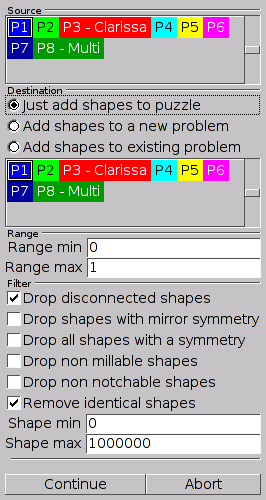 Source
P1 P2 P3 - Clarissa P4 P5 P6
P7 P8 - Multi
Destination
Just add shapes to puzzle
Add shapes to a new problem
Add shapes to existing problem
P1 P2 P3 - Clarissa P4 P5 P6
P7 P8 - Multi
Range
Range min 0
Range max 1
Filter
Drop disconnected shapes
Drop shapes with mirror symmetry
Drop all shapes with a symmetry
Drop non millable shapes
Drop non notchable shapes
Remove identical shapes
Shape min 0
Shape max 1000000
Continue Abort